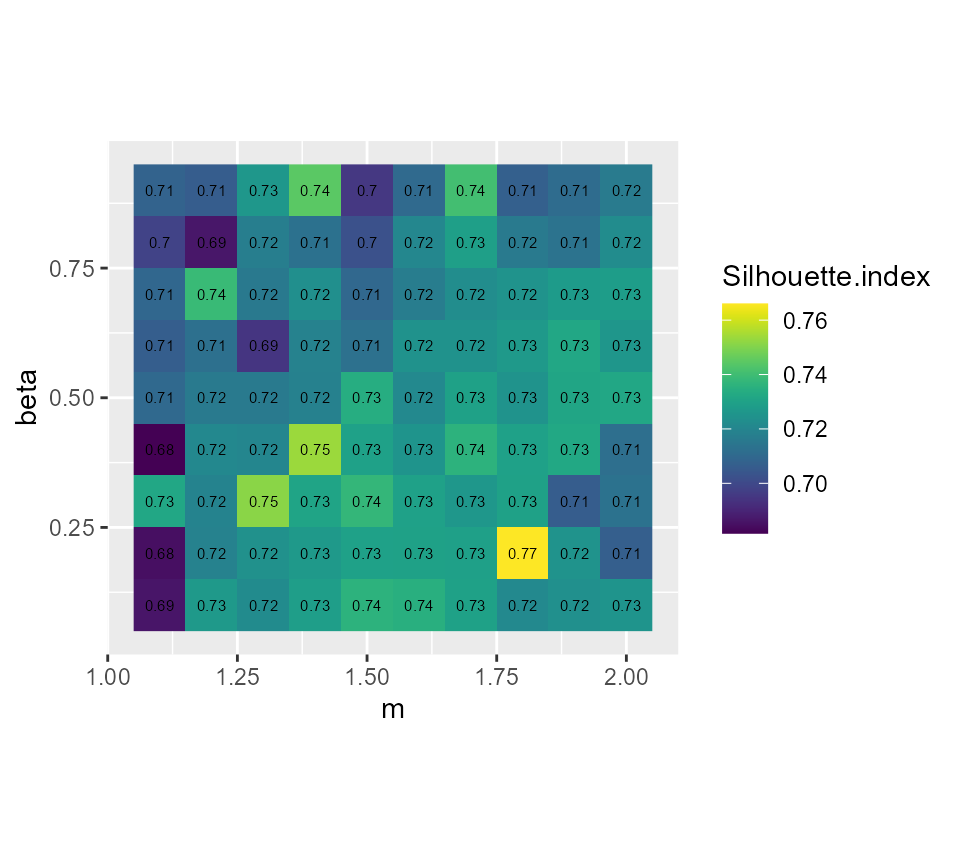 0.71 0.71 0.73 0.74 0.7 0.71 0.74 0.71 0.71 0.72
0.7 0.69 0.72 0.71 0.7 0.72 0.73 0.72 0.71 0.72
0.75
0.71 0.74 0.72 0.72 0.71 0.72 0.72 0.72 0.73 0.73
0.71 0.71 0.69 0.72 0.71 0.72 0.72 0.73 0.73 0.73
0.50
0.71 0.72 0.72 0.72 0.73 0.72 0.73 0.73 0.73 0.73
beta
0.68 0.72 0.72 0.75 0.73 0.73 0.74 0.73 0.73 0.71
0.73 0.72 0.75 0.73 0.74 0.73 0.73 0.73 0.71 0.71
0.25
0.68 0.72 0.72 0.73 0.73 0.73 0.73 0.77 0.72 0.71
0.69 0.73 0.72 0.73 0.74 0.74 0.73 0.72 0.72 0.73
1.00 1.25 1.50 1.75 2.00
m
Silhouette.index
0.76
0.74
0.72
0.70